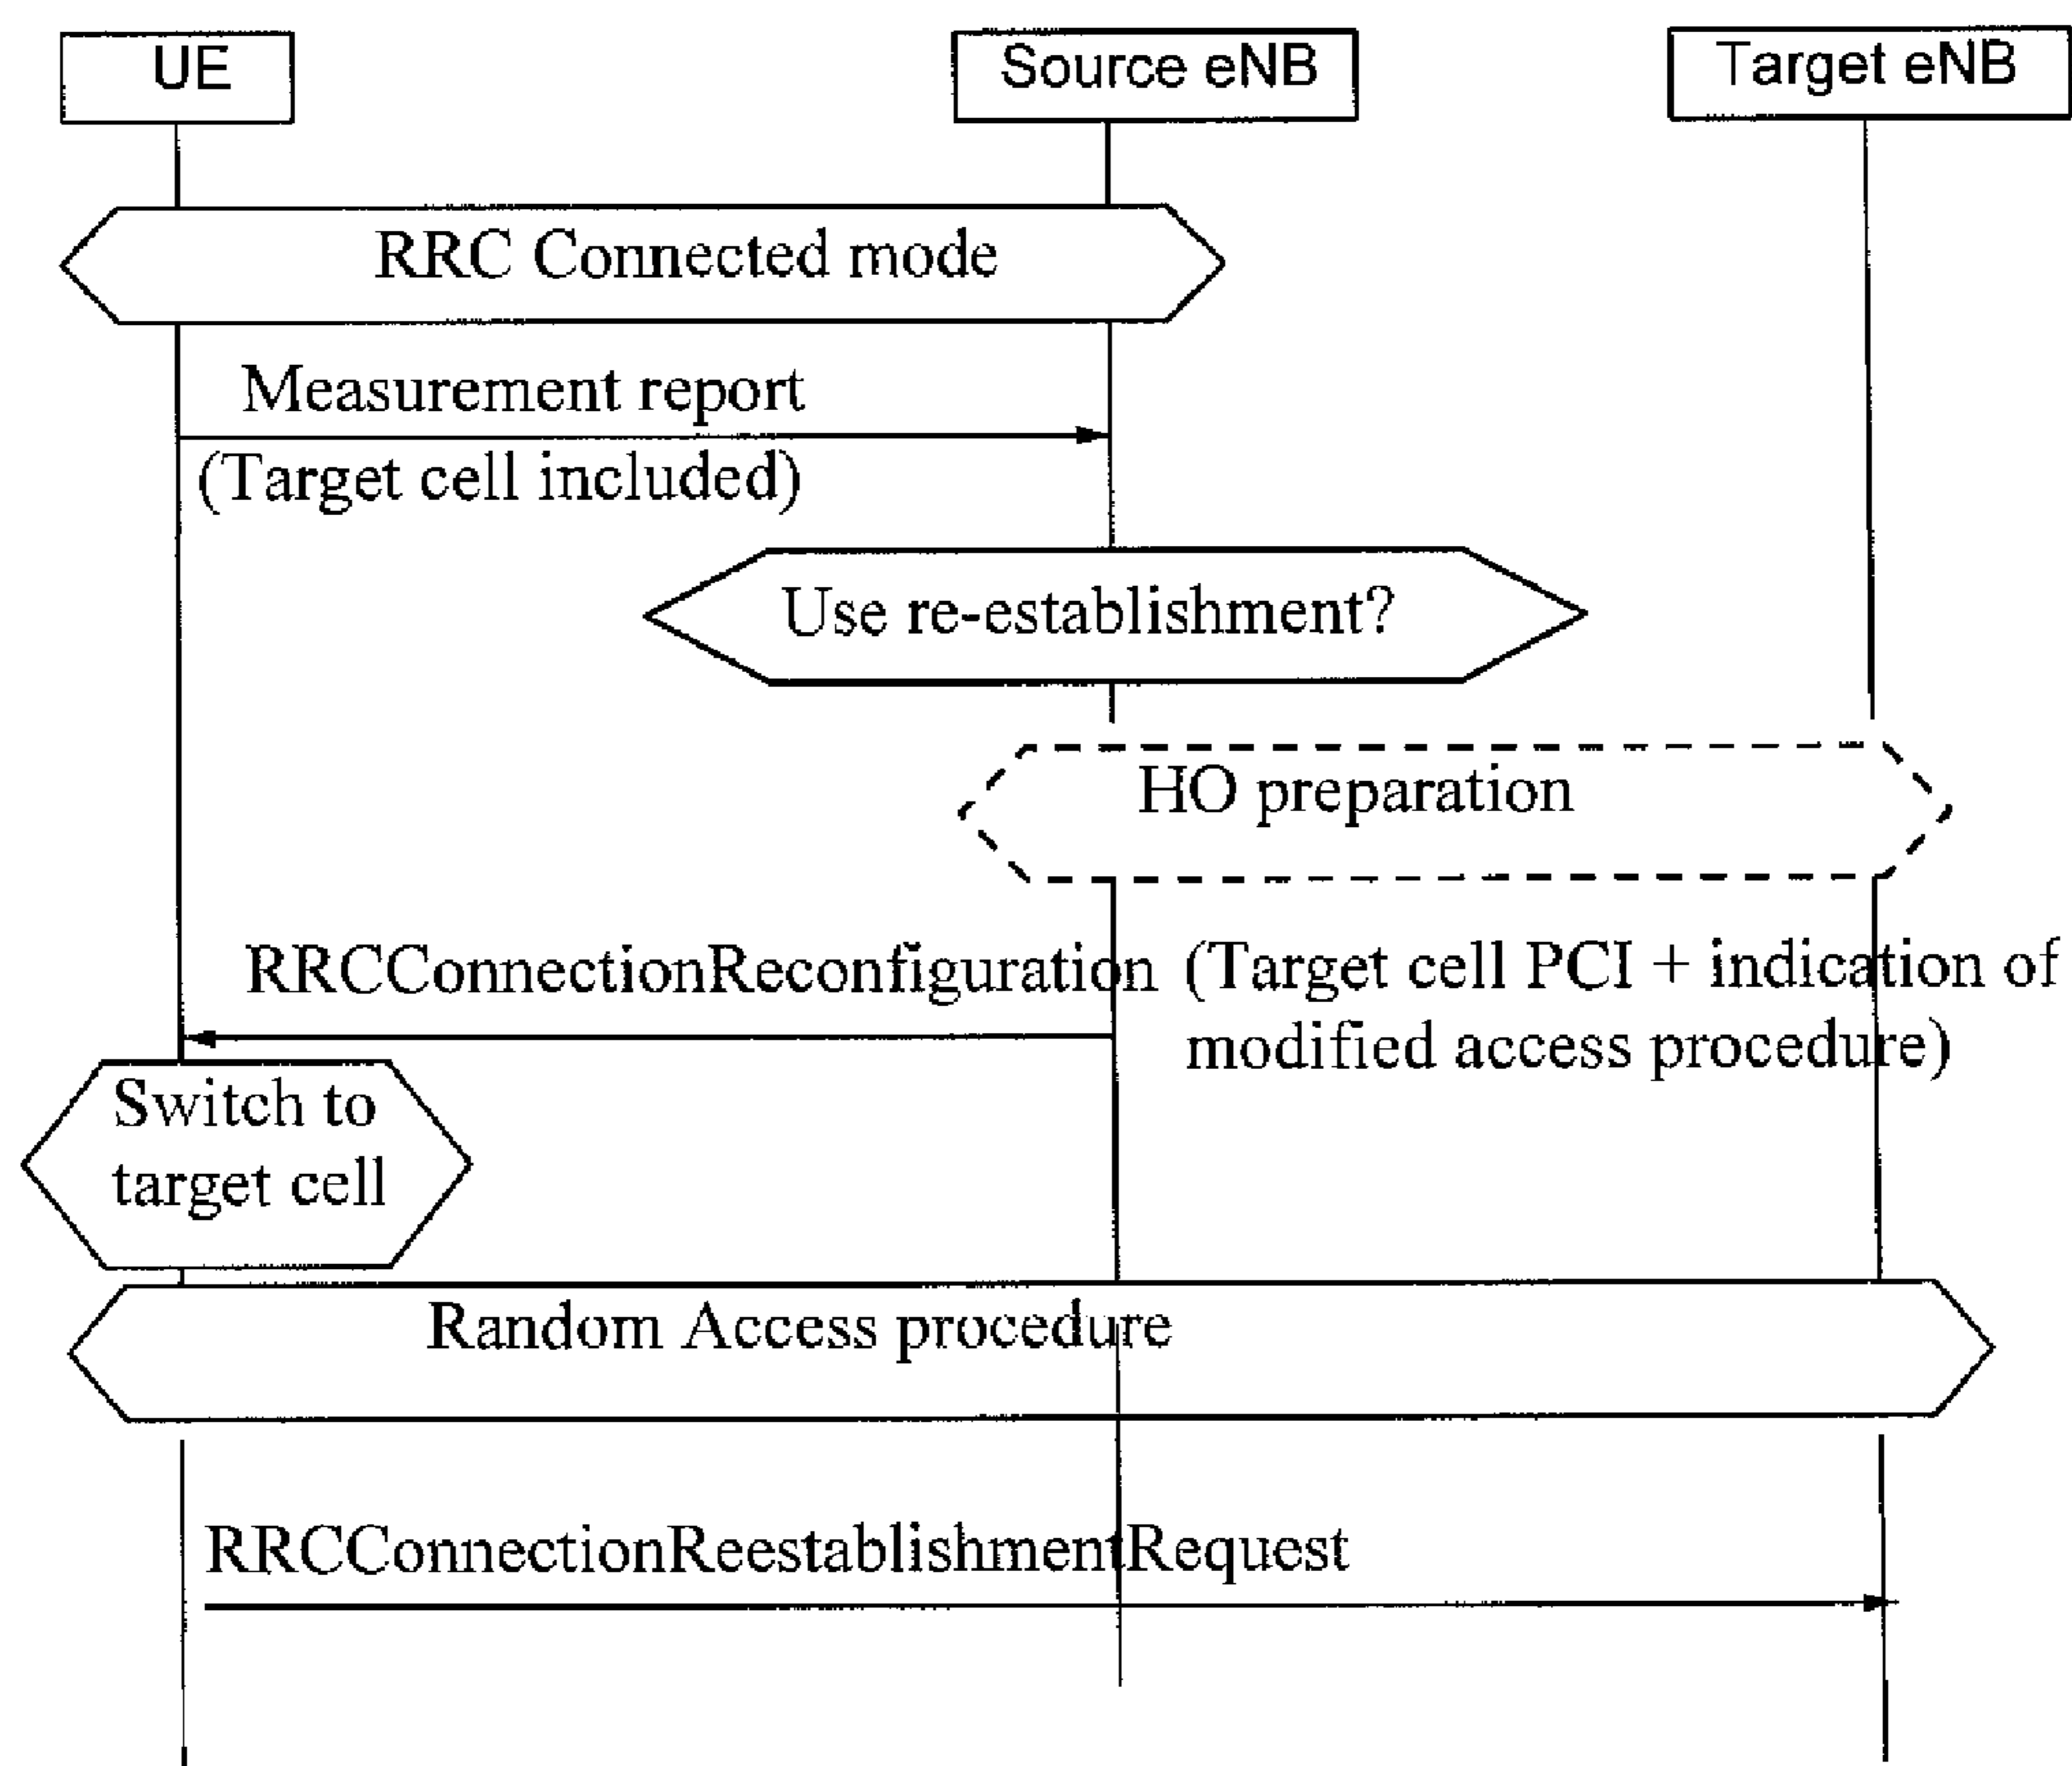 UE
Source eNB
Target eNB
RRC Connected mode
Measurement report
(Target cell included)
Use re-establishment?
HO preparation
RRCConnectionReconfiguration (Target cell PCI + indication of
modified access procedure)
Switch to
target cell
Random Access procedure
RRCConnectionReestablishmentRequest